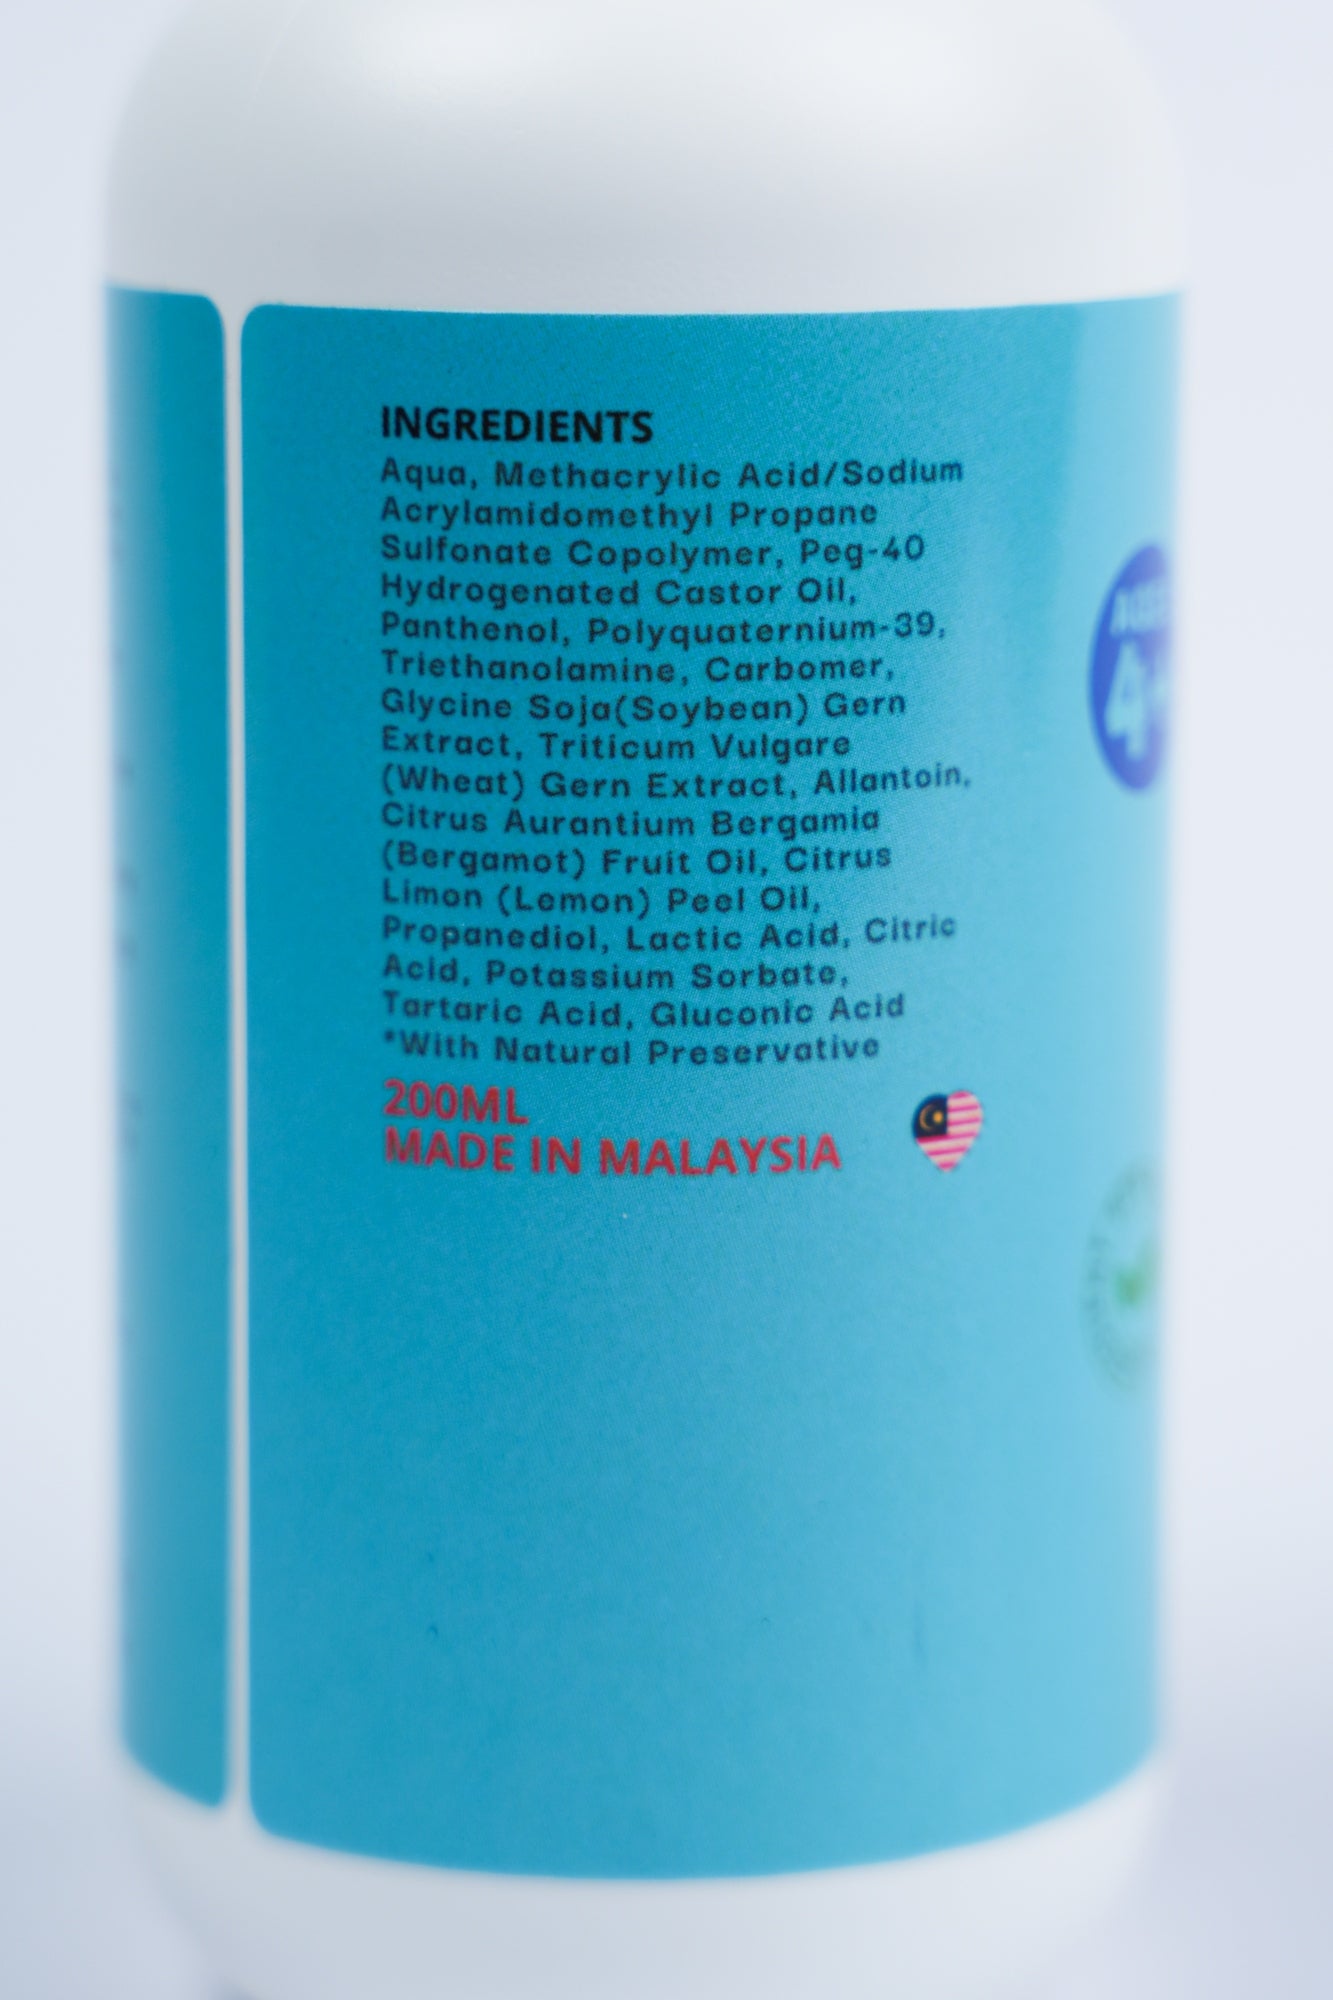 INGREDIENTS
Aqua, Methacrylic Acid/Sodium
Acrylamidomethyl Propane
Sulfonate Copolymer, Peg-40
Hydrogenated Castor Oil,
Panthenol, Polyquaternium-39,
Triethanolamine, Carbomer,
Glycine Soja(Soybean) Gern
Extract, Triticum Vulgare
(Wheat) Gern Extract, Allantoin,
Citrus Aurantium Bergamia
(Bergamot) Fruit Oil, Citrus
Limon (Lemon) Peel Oil,
Propanediol, Lactic Acid, Citric
Acid, Potassium Sorbate,
Tartaric Acid, Gluconic Acid
*With Natural Preservative
200ML
MADE IN MALAYSIA
4+